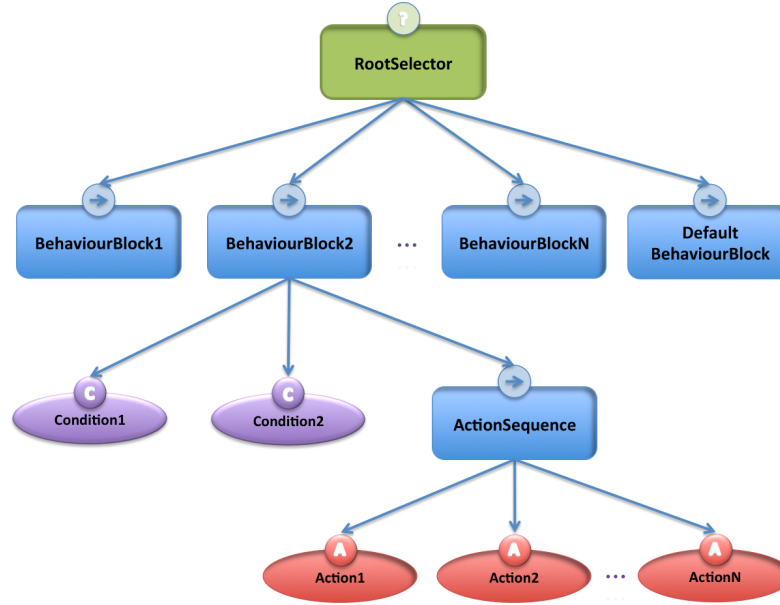 ?
RootSelector
BehaviourBlock1
BehaviourBlock2
...
BehaviourBlockN
Default
BehaviourBlock
C
Condition1
C
Condition2
ActionSequence
A
Action1
A
Action2
...
A
ActionN